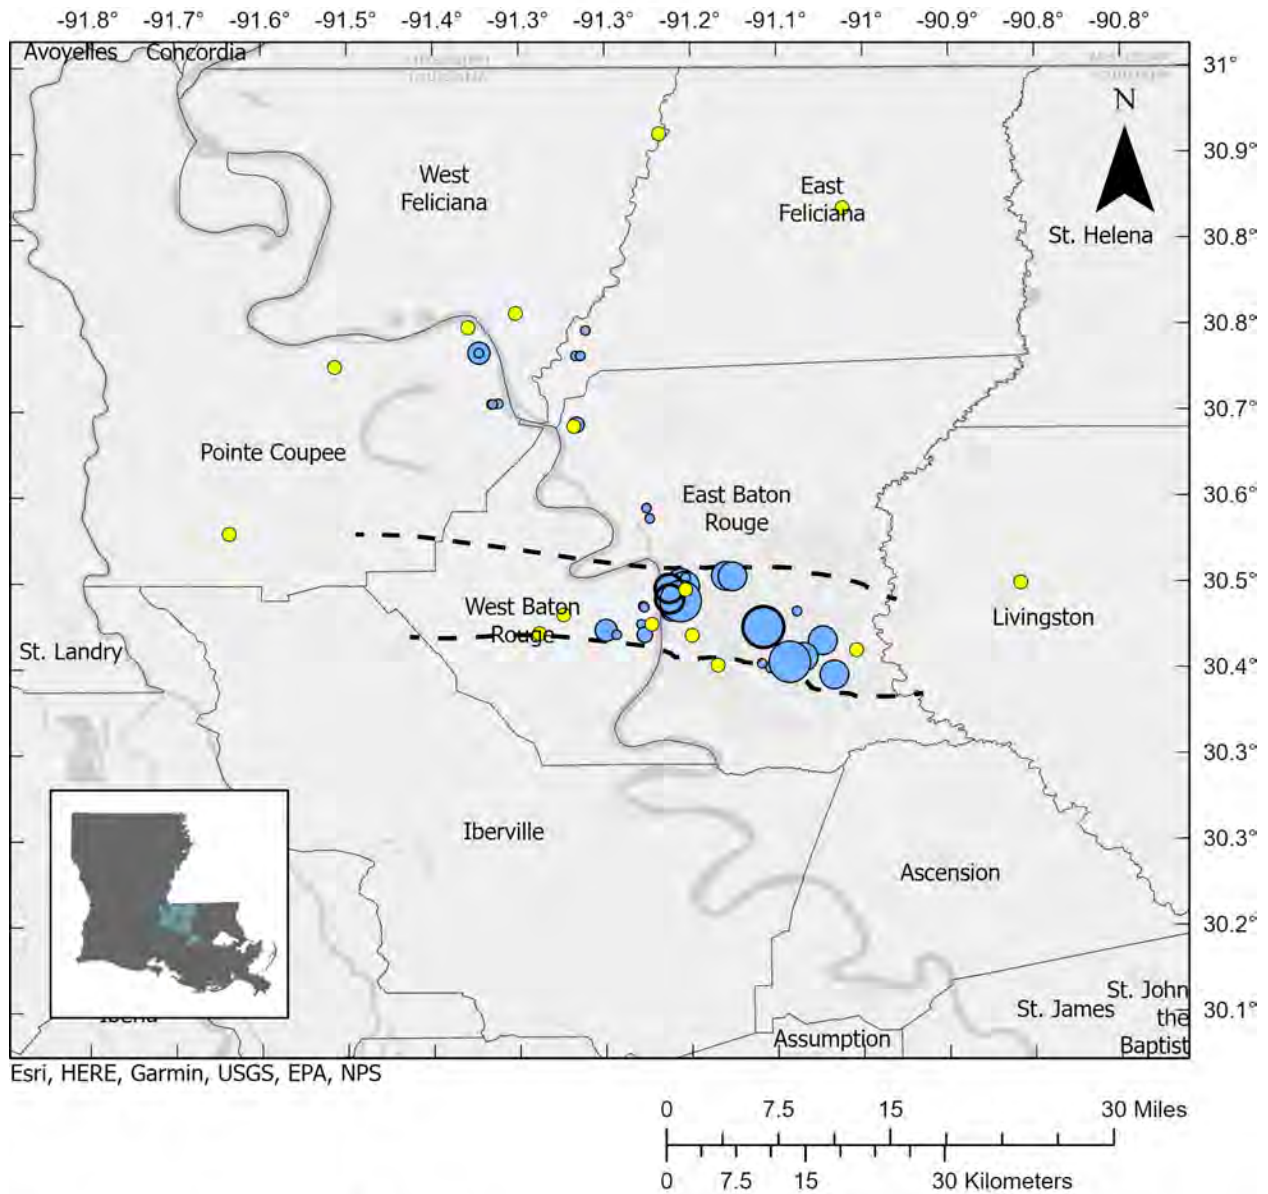 -91.8 -91.7 -91.6 -91.5 -91.4 -91.3 -91.3 -91.2 -91.1 -91 -90.9 -90.8 -90.8
Avoyelles Concordia
31°
N
30.9°
West
Feliciana
East
Feliciana
St. Helena
30.8°
30.8°
30.7°
Pointe Coupee
East Baton
Rouge
30.6°
30.5°
West Baton
Rouge
Livingston
St. Landry
30.4°
30.3°
Iberville
30.3°
Ascension
30.2°
St. John
the
Baptist
St. James
30.1°
Assumption
Esri, HERE, Garmin, USGS, EPA, NPS
0 7.5 15 30 Miles
0 7.5 15 30 Kilometers